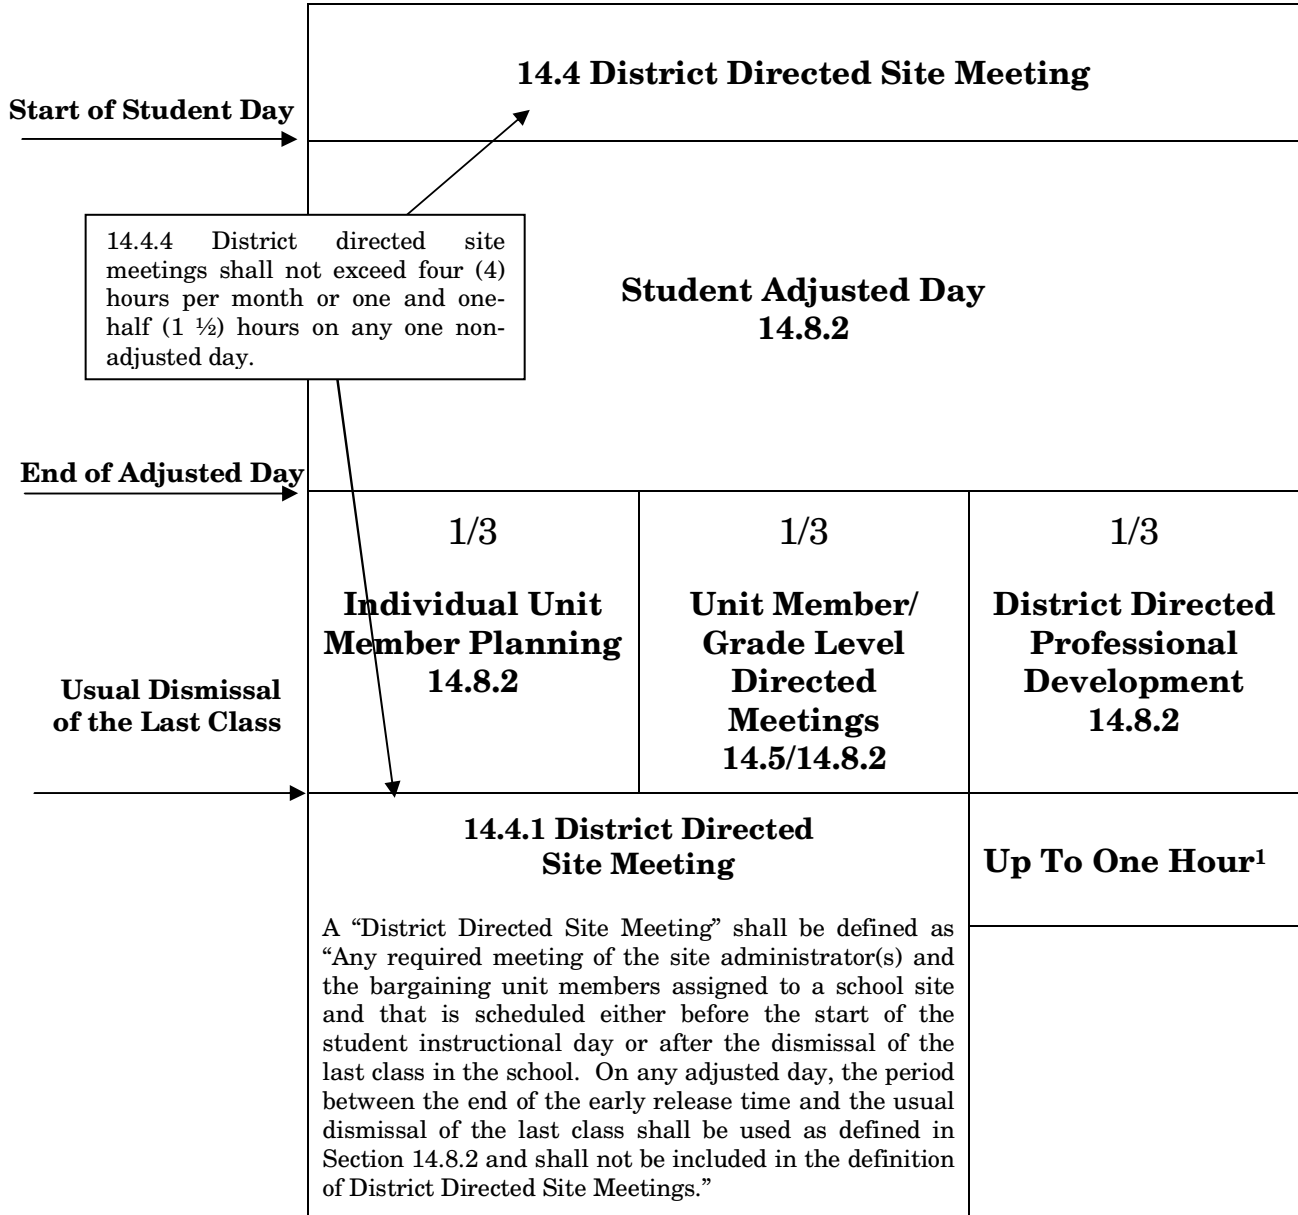 14.4 District Directed Site Meeting
Start of Student Day
14.4.4 District directed site
meetings shall not exceed four (4)
hours per month or one and one-
half (1 ½) hours on any one non-
adjusted day.
Student Adjusted Day
14.8.2
End of Adjusted Day
1/3
Individual Unit
Member Planning
14.8.2
1/3
Unit Member/
Grade Level
Directed
Meetings
14.5/14.8.2
1/3
District Directed
Professional
Development
14.8.2
Usual Dismissal
of the Last Class
14.4.1 District Directed
Site Meeting
A “District Directed Site Meeting” shall be defined as
“Any required meeting of the site administrator(s) and
the bargaining unit members assigned to a school site
and that is scheduled either before the start of the
student instructional day or after the dismissal of the
last class in the school. On any adjusted day, the period
between the end of the early release time and the usual
dismissal of the last class shall be used as defined in
Section 14.8.2 and shall not be included in the definition
of District Directed Site Meetings.”
Up To One Hour¹